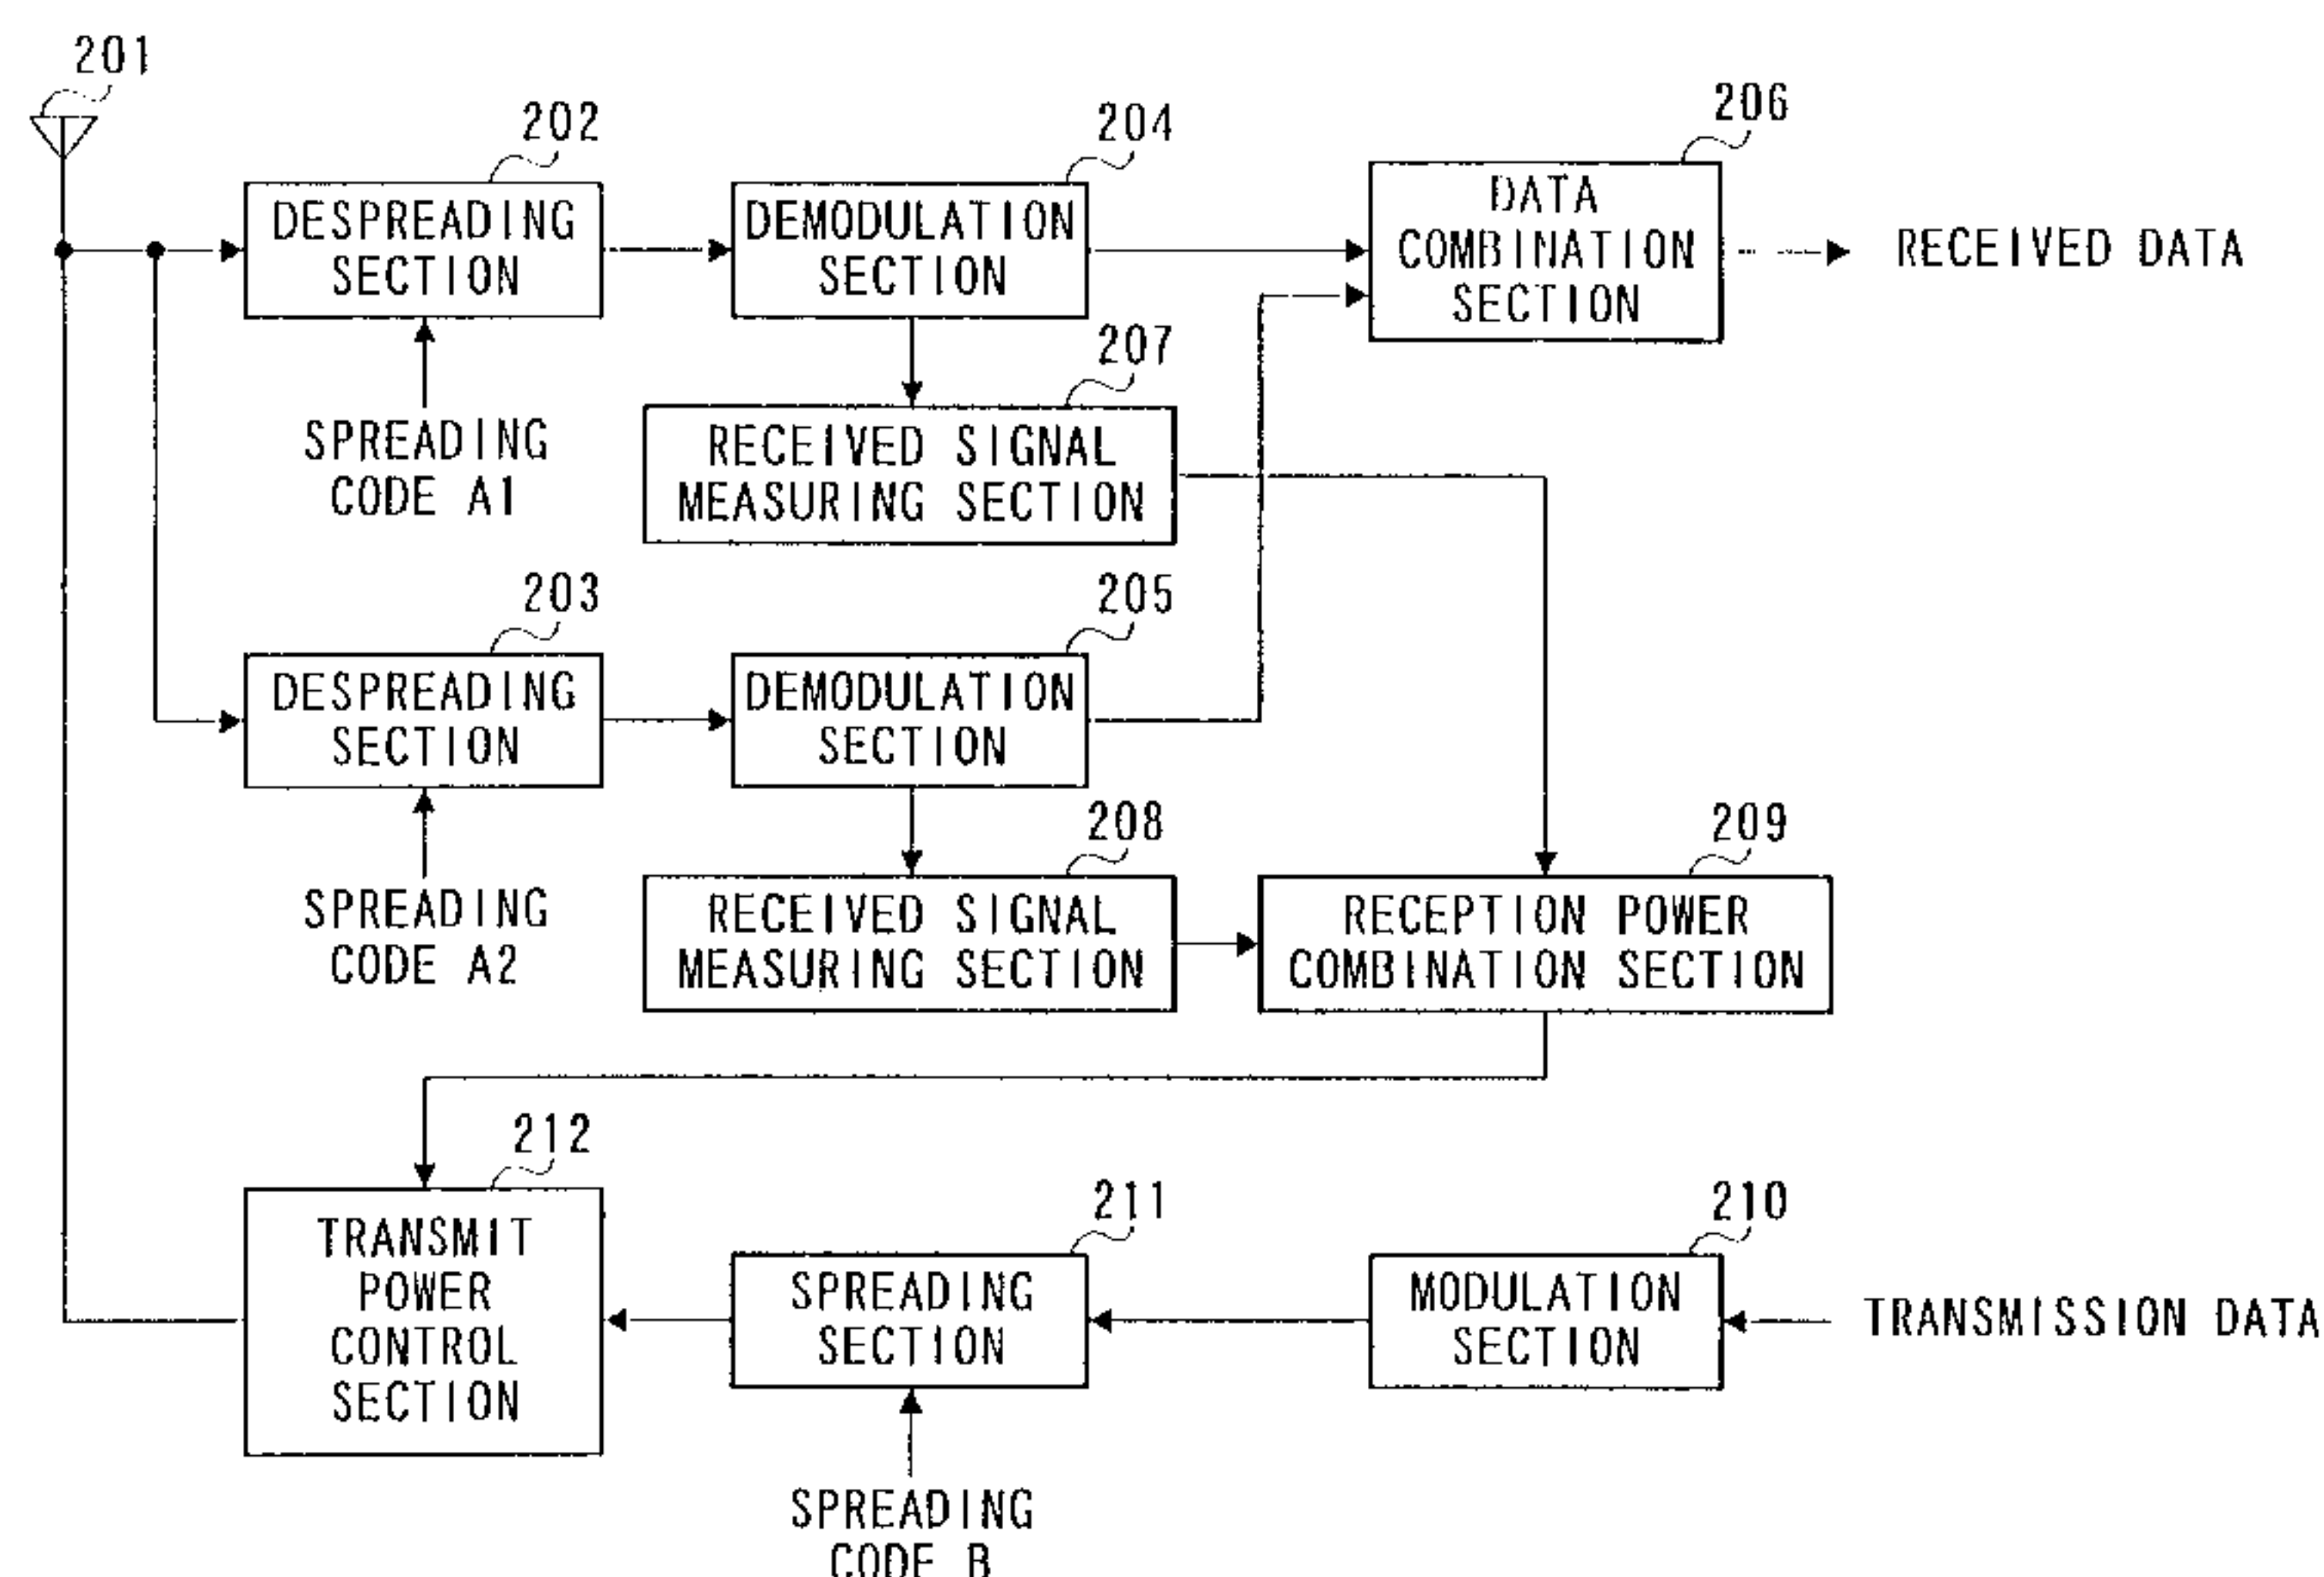 201
202
204
206
DESPREADING
SECTION
DEMODULATION
SECTION
DATA
COMBINATION
SECTION
RECEIVED DATA
SPREADING
CODE A1
207
RECEIVED SIGNAL
MEASURING SECTION
203
205
DESPREADING
SECTION
DEMODULATION
SECTION
SPREADING
CODE A2
208
RECEIVED SIGNAL
MEASURING SECTION
209
RECEPTION POWER
COMBINATION SECTION
212
TRANSMIT
POWER
CONTROL
SECTION
211
SPREADING
SECTION
210
MODULATION
SECTION
TRANSMISSION DATA
SPREADING
CODE B